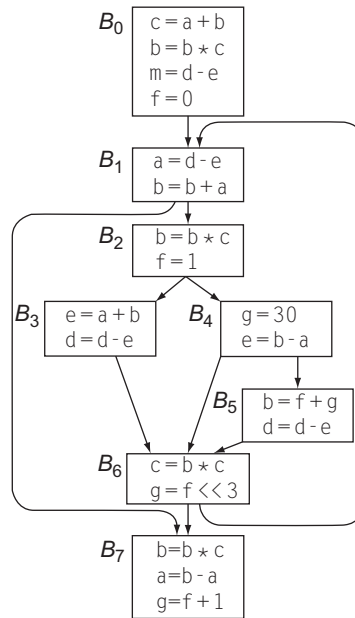 B0
c=a+b
b=b*c
m=d-e
f=0
B1
a=d-e
b=b+a
B2
b=b*c
f=1
B3
e=a+b
d=d-e
B4
g=30
e=b-a
B5
b=f+g
d=d-e
B6
c=b*c
g=f<<3
B7
b=b*c
a=b-a
g=f+1